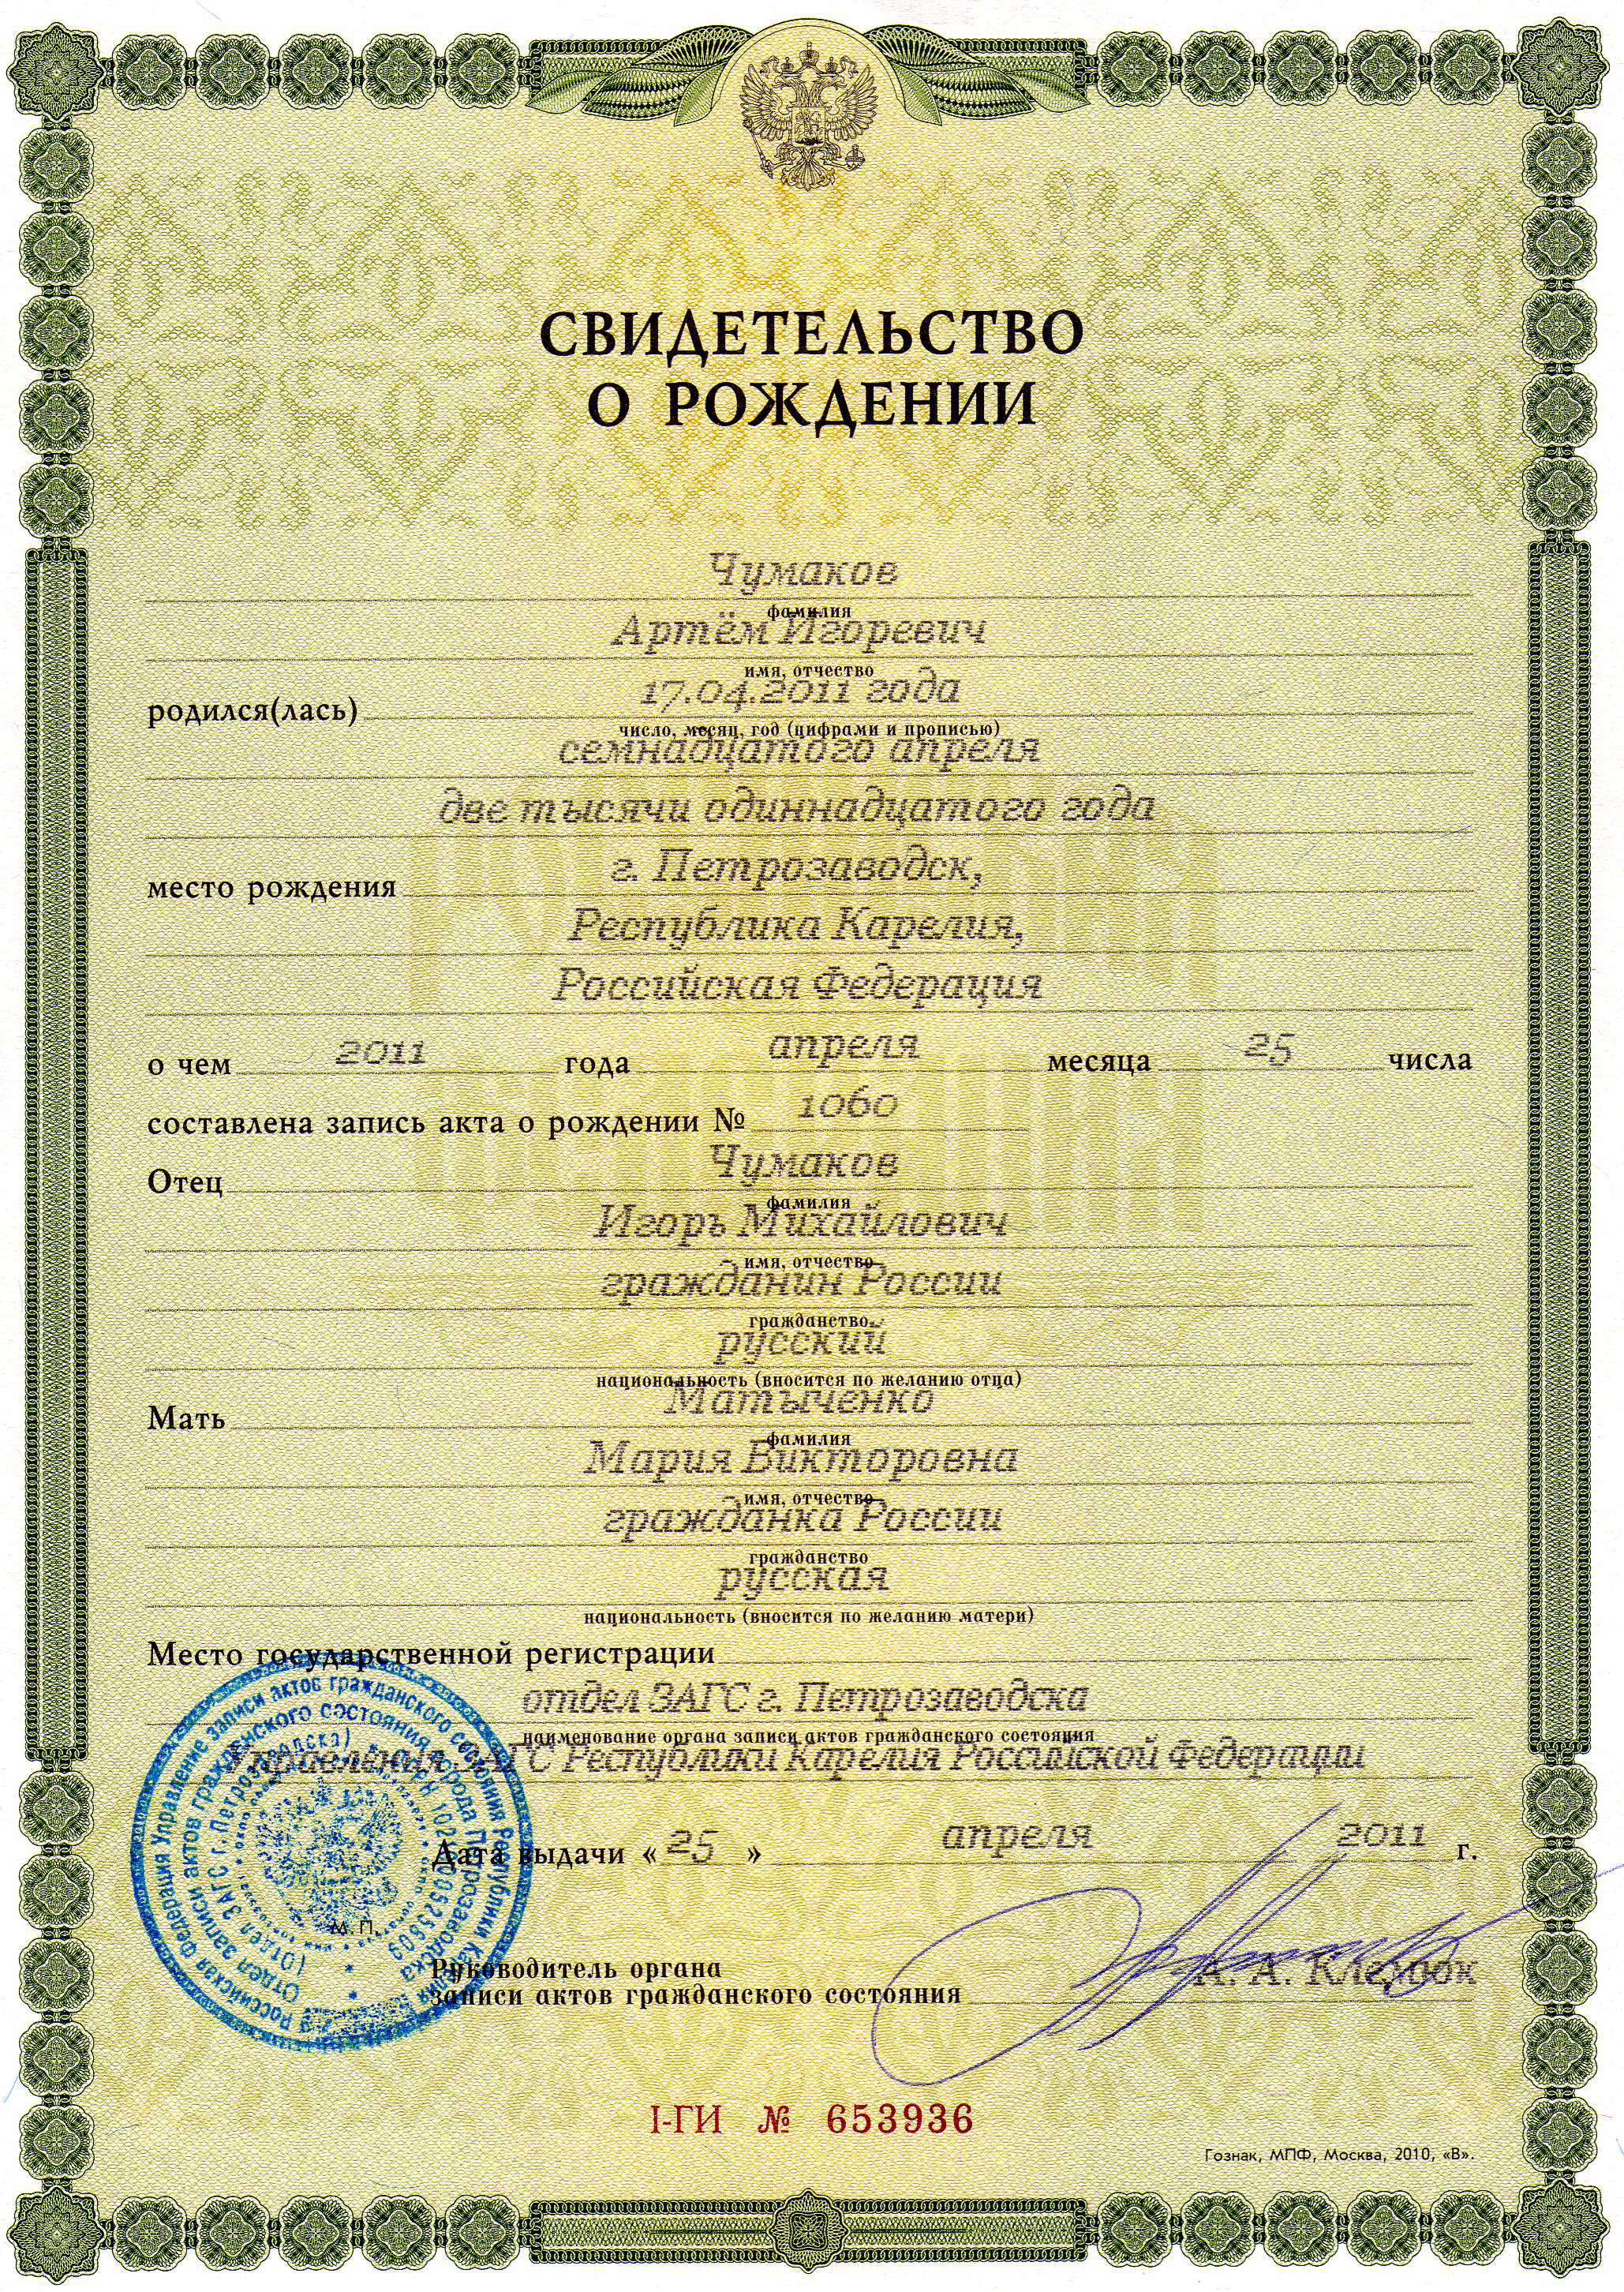 СВИДЕТЕЛЬСТВО
О РОЖДЕНИИ
Чумаков
фамилия
Артём Игоревич
имя, отчество
родился(лась) 17.04.2011 года
число, месяц, год (цифрами и прописью)
семнадцатого апреля
две тысячи одиннадцатого года
место рождения г. Петрозаводск,
Республика Карелия,
Российская Федерация
о чем 2011 года апреля месяца 25 числа
составлена запись акта о рождении № 1060
Отец Чумаков
фамилия
Игорь Михайлович
имя, отчество
гражданин России
гражданство
русский
национальность (вносится по желанию отца)
Мать Матыченко
фамилия
Мария Викторовна
имя, отчество
гражданка России
гражданство
русская
национальность (вносится по желанию матери)
Место государственной регистрации
отдел ЗАГС г. Петрозаводска
наименование органа записи актов гражданского состояния
Управления ЗАГС Республики Карелия Российской Федерации
Дата выдачи « 25 » апреля 2011 г.
М. П.
Руководитель органа
записи актов гражданского состояния
А. А.
Российская Федерация Управление записи актов гражданского состояния Республики Карелия
Отдел записи актов гражданского состояния города Петрозаводска
(Отдел ЗАГС г. Петрозаводска)
I-ГИ № 653936
Гознак, МПФ, Москва, 2010, «В».